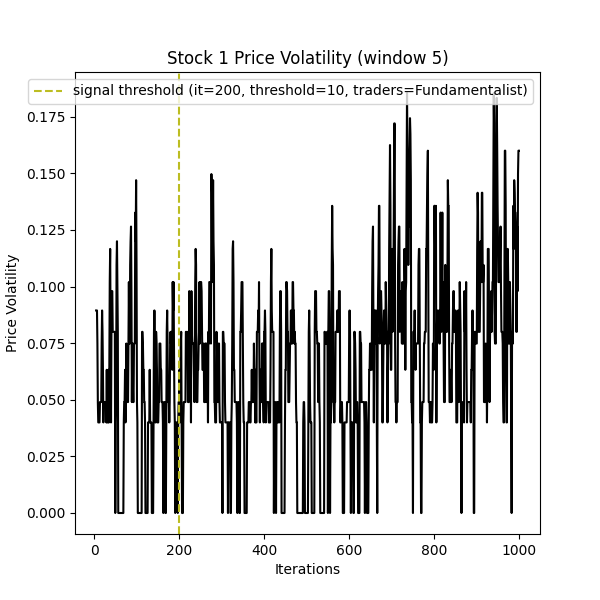 Stock 1 Price Volatility (window 5)
signal threshold (it=200, threshold=10, traders=Fundamentalist)
0.175
0.150
0.125
0.100
0.075
0.050
0.025
0.000
Price Volatility
0 200 400 600 800 1000
Iterations